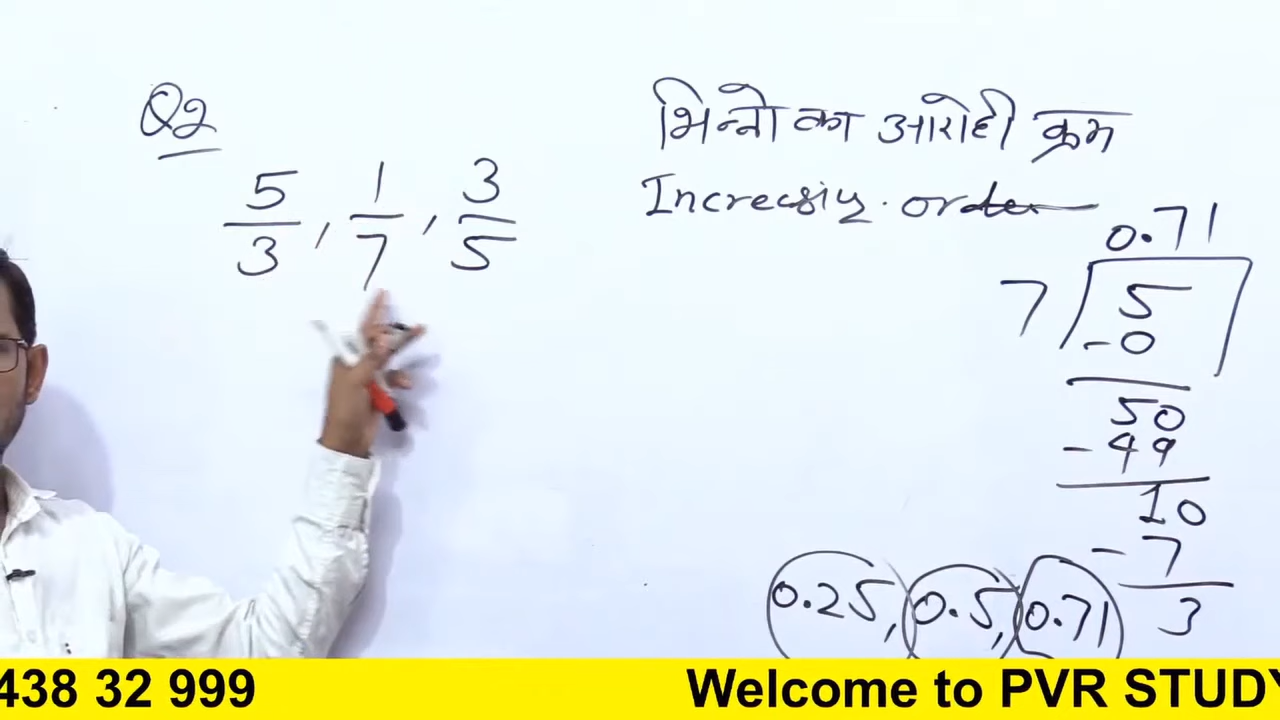 Q2
5/3, 1/7, 3/5
भिन्नो का आरोही क्रम
Increasing order
0.71
7 5
-0
50
-49
10
-7
3
0.25, 0.5, 0.71
438 32 999
Welcome to PVR STUDY